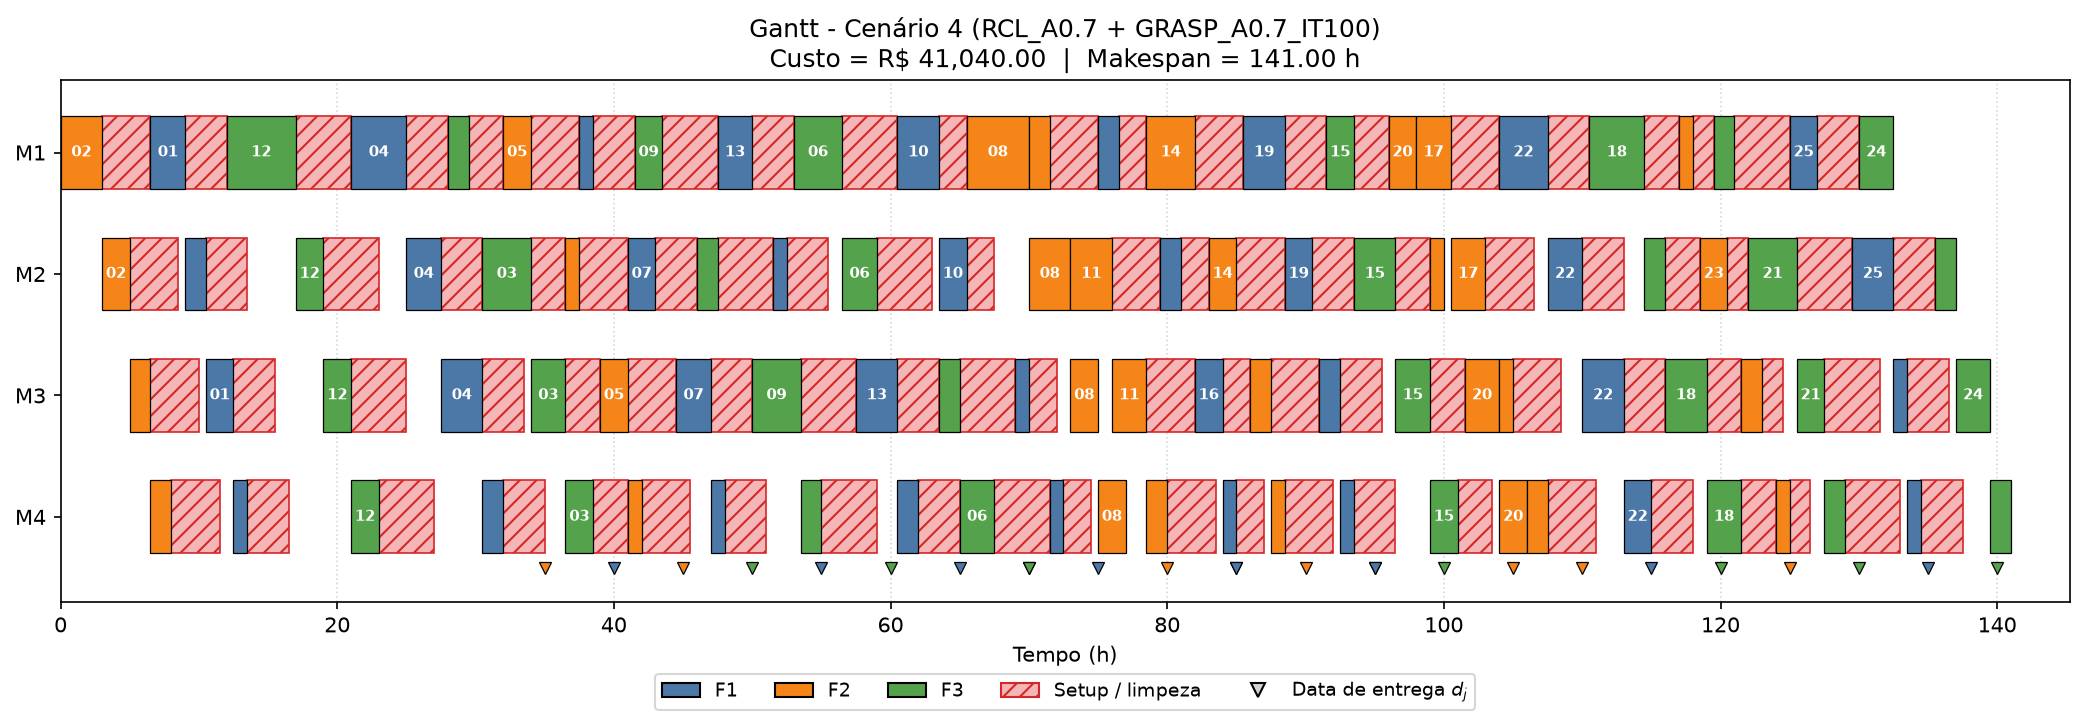 Gantt - Cenário 4 (RCL_A0.7 + GRASP_A0.7_IT100)
Custo = R$ 41,040.00 | Makespan = 141.00 h
M1 02 01 12 04 05 09 13 06 10 08 14 19 15 20 17 22 18 25 24
M2 02 12 04 03 07 06 10 08 11 14 19 15 17 22 23 21 25
M3 01 12 04 03 05 07 09 13 08 11 16 15 20 22 18 21 24
M4 12 03 06 08 15 20 22 18
0 20 40 60 80 100 120 140
Tempo (h)
F1 F2 F3 Setup / limpeza Data de entrega dj